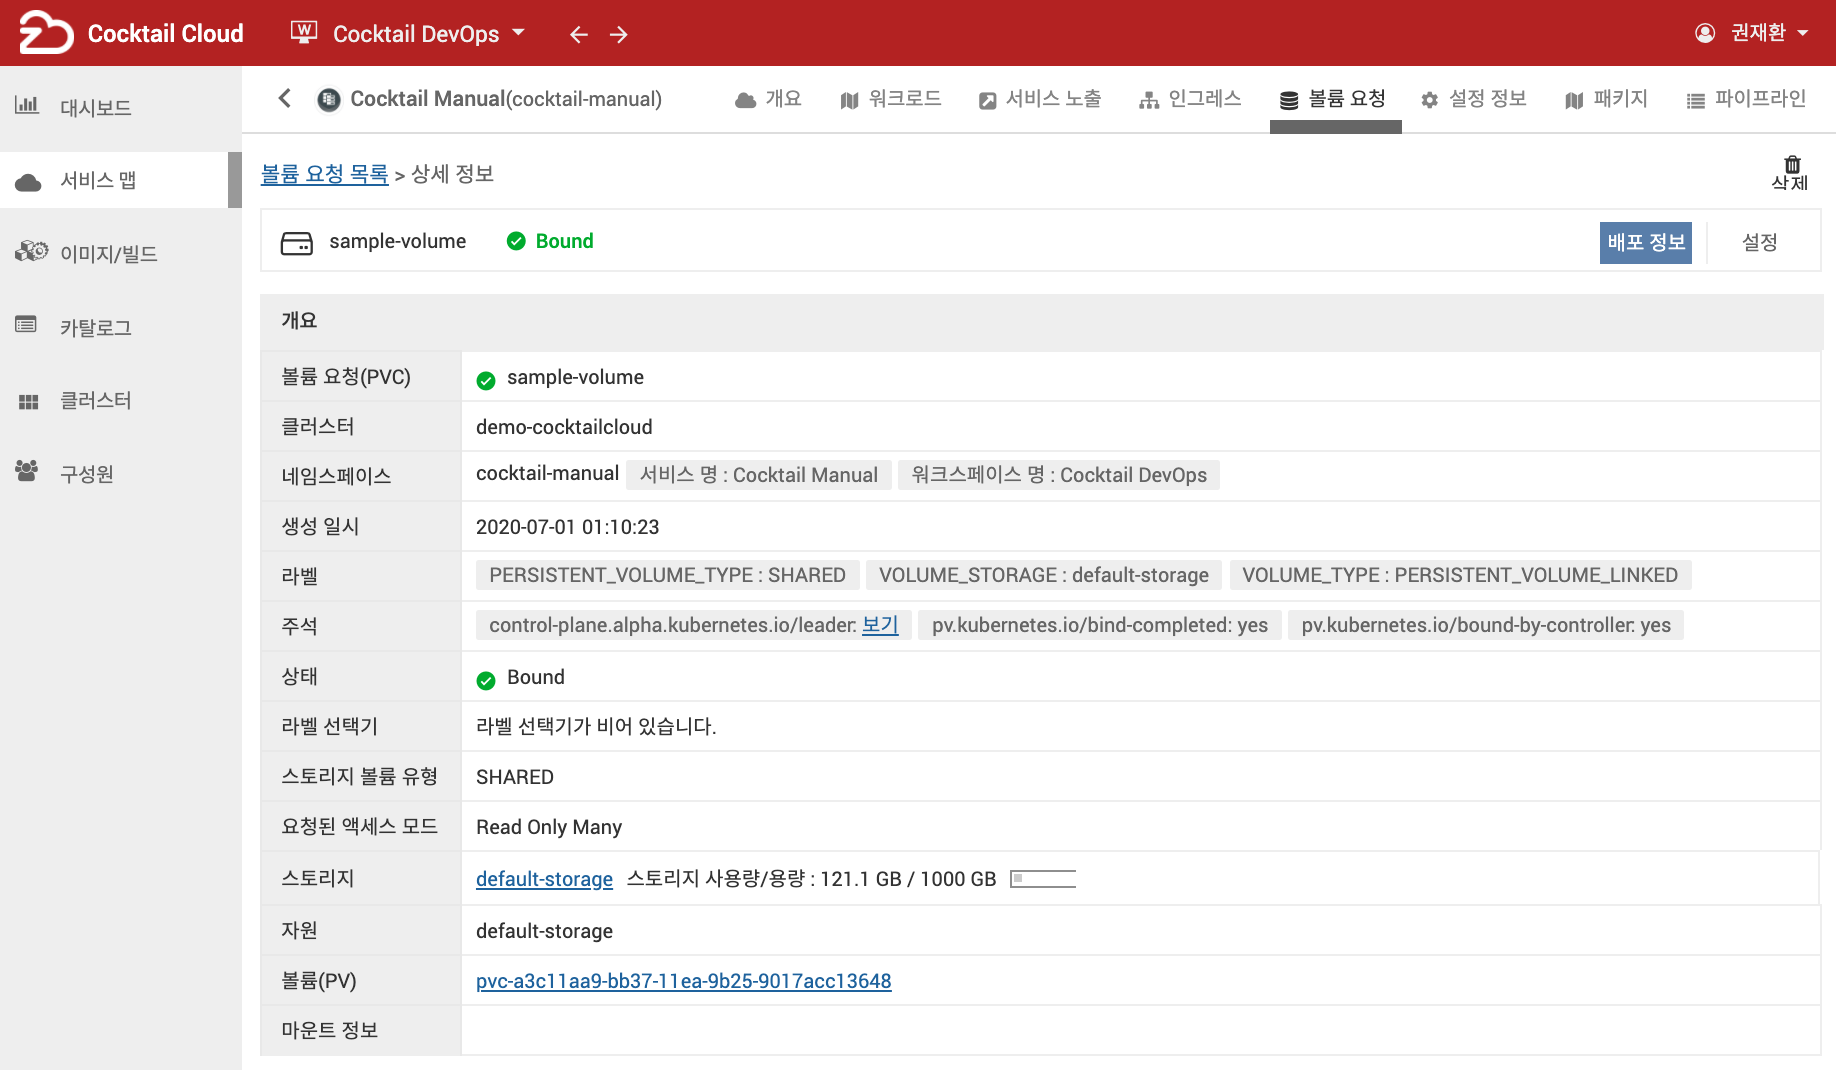 Cocktail Cloud W Cocktail DevOps 권재환
대시보드
서비스 맵
이미지/빌드
카탈로그
클러스터
구성원
Cocktail Manual(cocktail-manual) 개요 워크로드 서비스 노출 인그레스 볼륨 요청 설정 정보 패키지 파이프라인
볼륨 요청 목록 > 상세 정보 삭제
sample-volume Bound 배포 정보 설정
개요
볼륨 요청(PVC) sample-volume
클러스터 demo-cocktailcloud
네임스페이스 cocktail-manual 서비스 명 : Cocktail Manual 워크스페이스 명 : Cocktail DevOps
생성 일시 2020-07-01 01:10:23
라벨 PERSISTENT_VOLUME_TYPE : SHARED VOLUME_STORAGE : default-storage VOLUME_TYPE : PERSISTENT_VOLUME_LINKED
주석 control-plane.alpha.kubernetes.io/leader: 보기 pv.kubernetes.io/bind-completed: yes pv.kubernetes.io/bound-by-controller: yes
상태 Bound
라벨 선택기 라벨 선택기가 비어 있습니다.
스토리지 볼륨 유형 SHARED
요청된 액세스 모드 Read Only Many
스토리지 default-storage 스토리지 사용량/용량 : 121.1 GB / 1000 GB
자원 default-storage
볼륨(PV) pvc-a3c11aa9-bb37-11ea-9b25-9017acc13648
마운트 정보